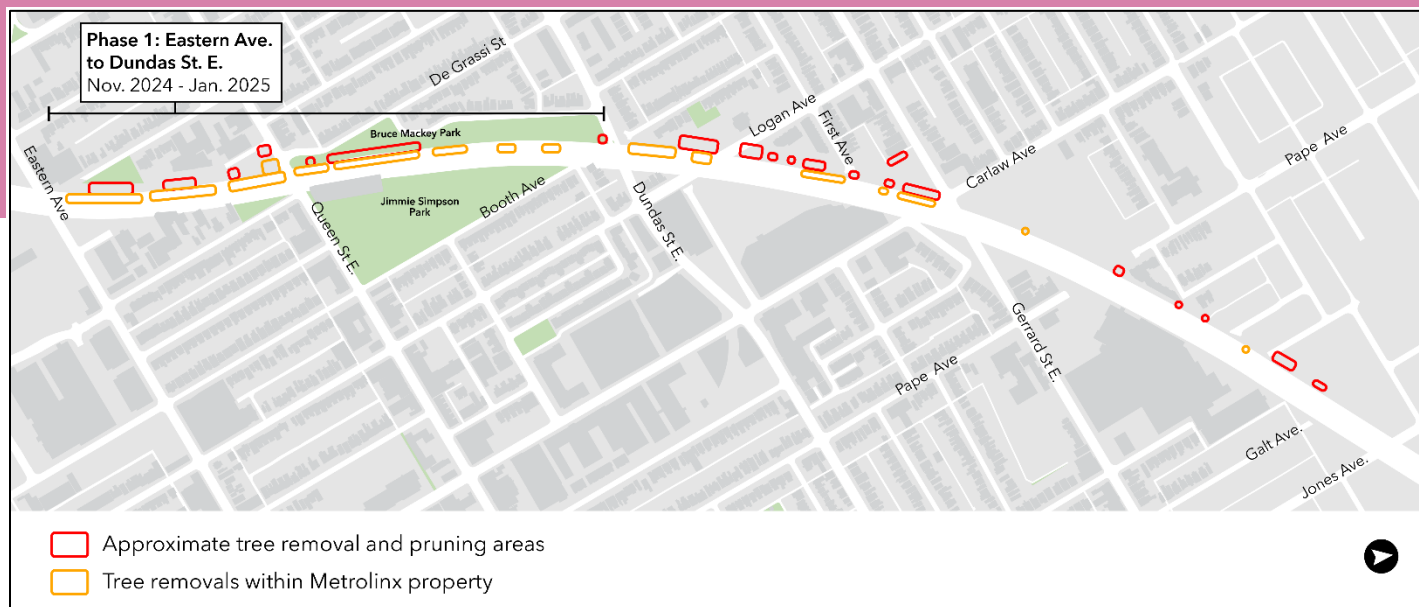 Phase 1: Eastern Ave.
to Dundas St. E.
Nov. 2024 - Jan. 2025
De Grassi St
Bruce Mackey Park
Logan Ave
First Ave
Pape Ave
Carlaw Ave
Eastern Ave
Jimmie Simpson
Park
Booth Ave
Queen St E.
Dundas St E.
Gerrard St E.
Pape Ave
Galt Ave.
Jones Ave.
Approximate tree removal and pruning areas
Tree removals within Metrolinx property